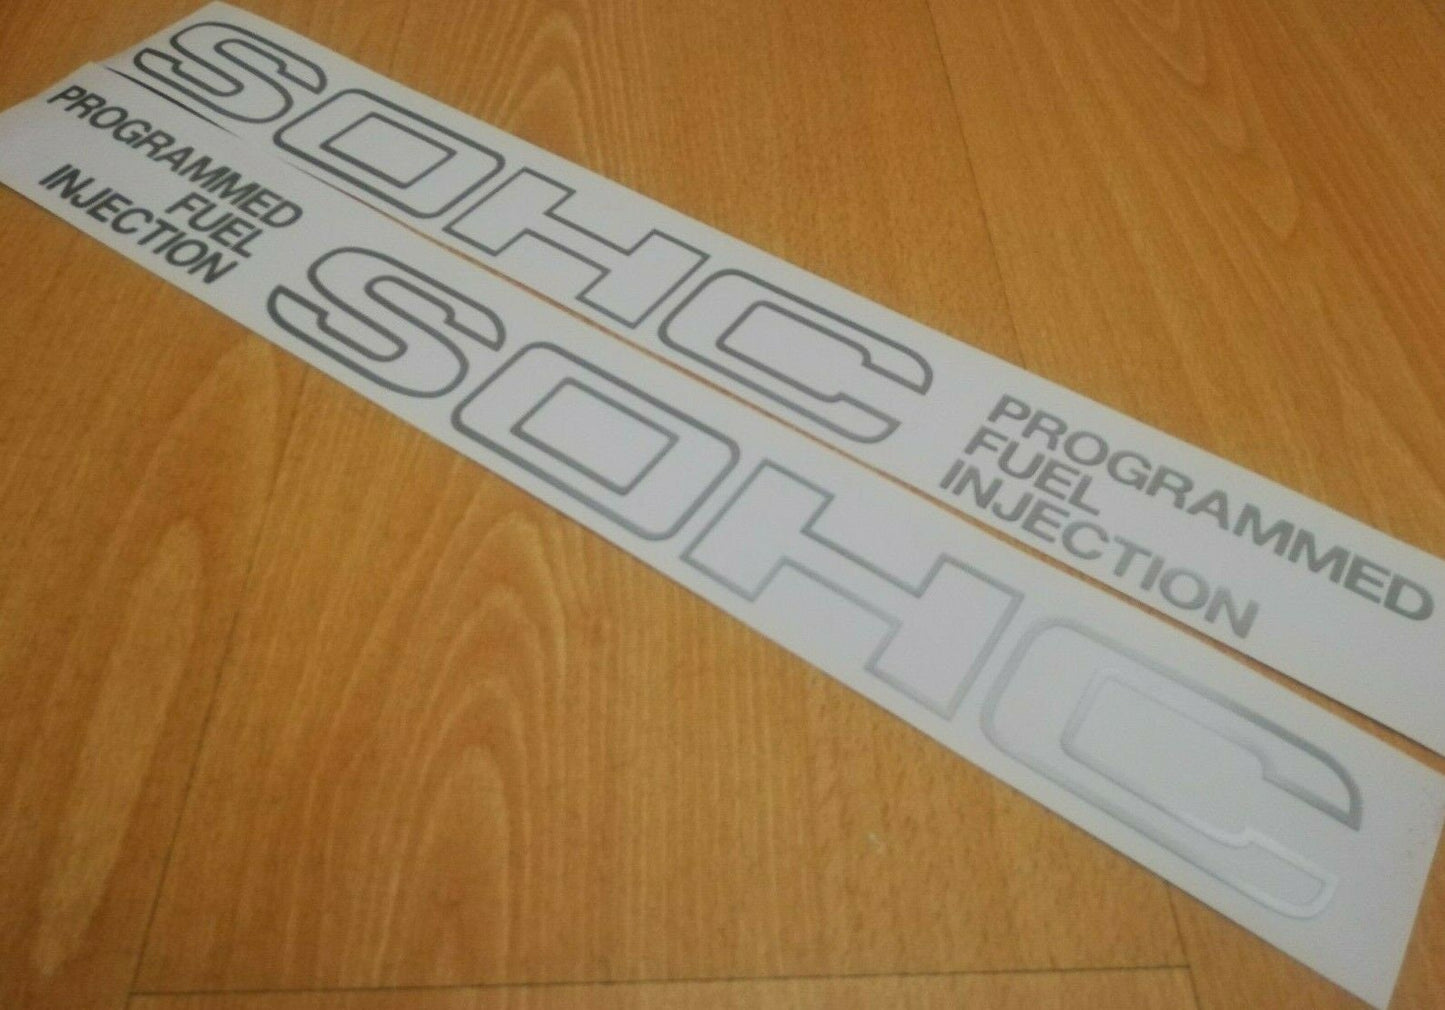 SOHC
PROGRAMMED
FUEL
INJECTION
PROGRAMMED
FUEL
INJECTION
SOHC